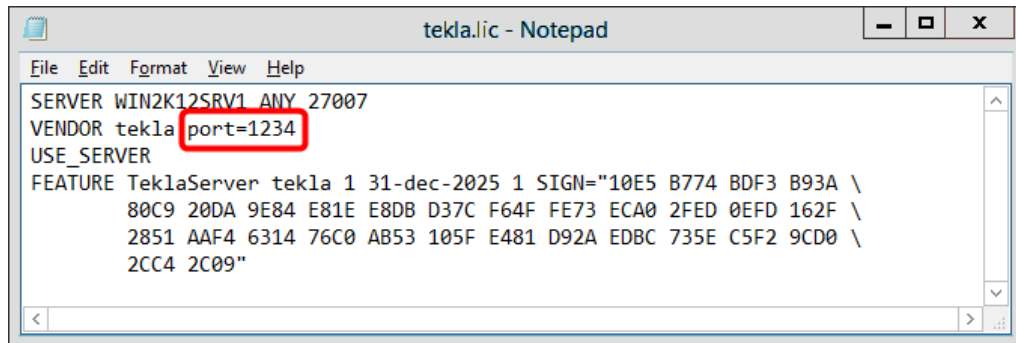 tekla.lic - Notepad
File Edit Format View Help
SERVER WIN2K12SRV1 ANY 27007
VENDOR tekla port=1234
USE_SERVER
FEATURE TeklaServer tekla 1 31-dec-2025 1 SIGN="10E5 B774 BDF3 B93A \
80C9 20DA 9E84 E81E E8DB D37C F64F FE73 ECA0 2FED 0EFD 162F \
2851 AAF4 6314 76C0 AB53 105F E481 D92A EDBC 735E C5F2 9CD0 \
2CC4 2C09"